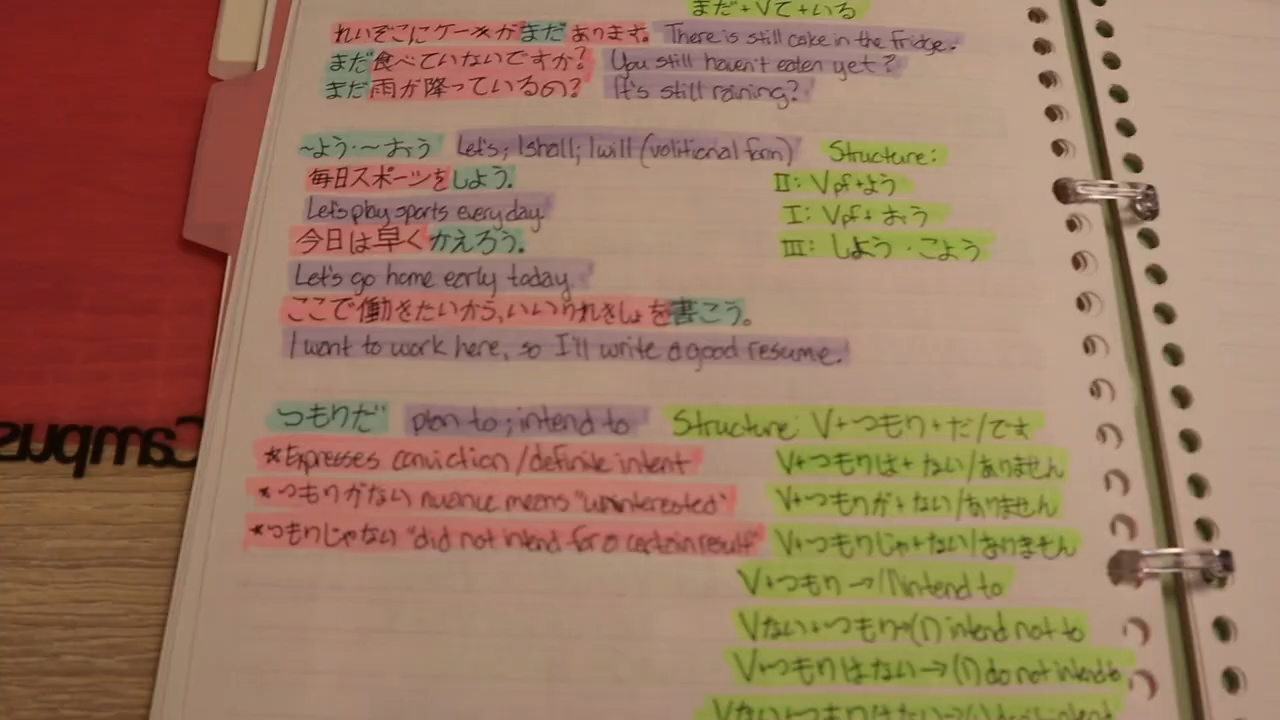 まだ+Vて+いる
れいぞこにケーキがまだあります。 There is still cake in the fridge.
まだ食べていないですか? You still haven't eaten yet?
まだ雨が降っているの? It's still raining?
~よう・~おう Let's; I shall; I will (volitional form) Structure:
毎日スポーツをしよう。 II: Vpf+よう
Let's play sports everyday. I: Vpf+おう
今日は早くかえろう。 III: しよう・こよう
Let's go home early today.
ここで働きたいから、いいりれきしょを書こう。
I want to work here, so I'll write a good resume.
つもりだ plan to; intend to Structure: V+つもり+だ/です
*Expresses conviction/definite intent V+つもりは+ない/ありません
*つもりがない nuance means "uninterested" V+つもりが+ない/ありません
*つもりじゃない "did not intend for a certain result" V+つもりじゃ+ない/ありません
V+つもり→(I) intend to
Vない+つもり→(I) intend not to
V+つもりはない→(I) do not intend to
Vない+つもりはない→(I) don't intend
Campus